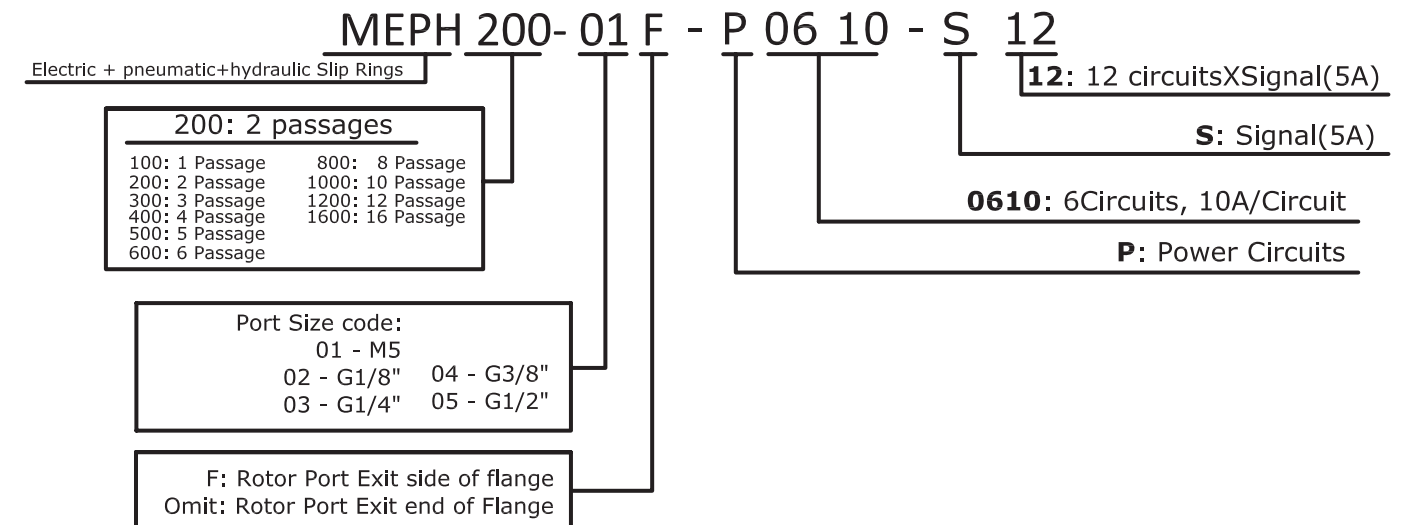 MEPH 200- 01 F - P 06 10 - S 12
Electric + pneumatic+hydraulic Slip Rings
12: 12 circuitsXSignal(5A)
200: 2 passages
S: Signal(5A)
100: 1 Passage 800: 8 Passage
200: 2 Passage 1000: 10 Passage
300: 3 Passage 1200: 12 Passage
400: 4 Passage 1600: 16 Passage
500: 5 Passage
600: 6 Passage
0610: 6Circuits, 10A/Circuit
P: Power Circuits
Port Size code:
01 - M5
02 - G1/8" 04 - G3/8"
03 - G1/4" 05 - G1/2"
F: Rotor Port Exit side of flange
Omit: Rotor Port Exit end of Flange